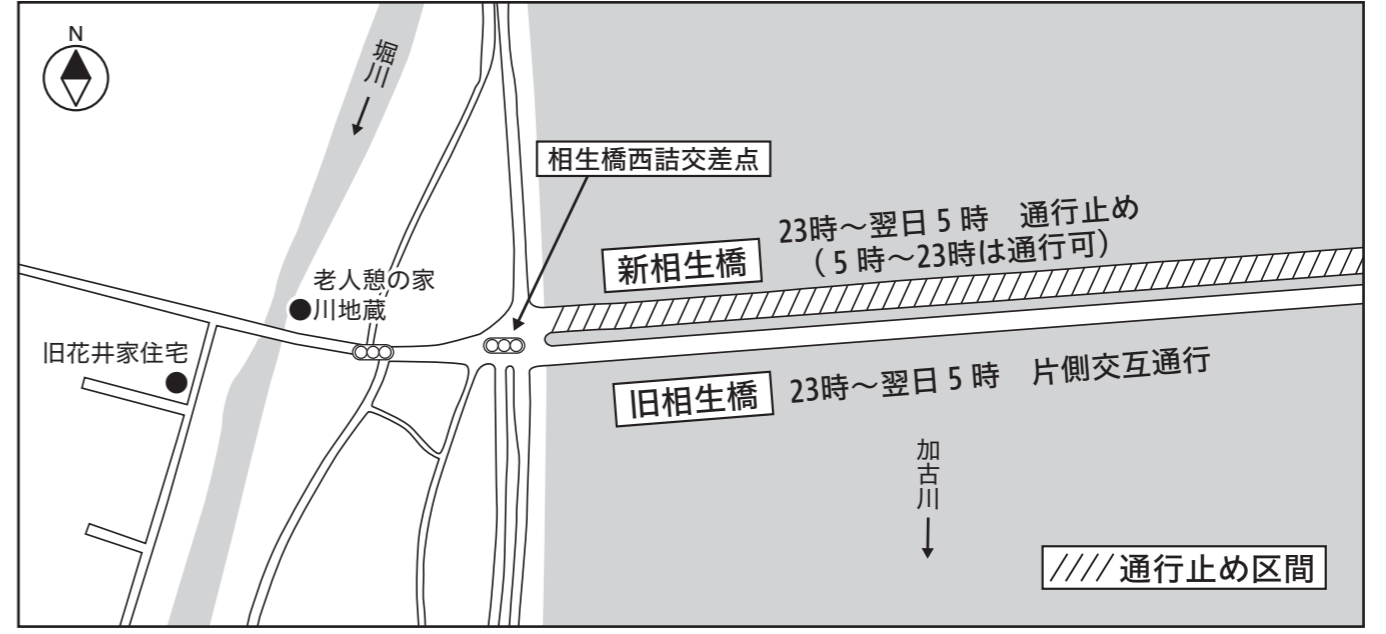 N
堀川
相生橋西詰交差点
23時～翌日5時　通行止め
（5時～23時は通行可）
新相生橋
老人憩の家
川地蔵
旧花井家住宅
旧相生橋
23時～翌日5時　片側交互通行
加古川
通行止め区間